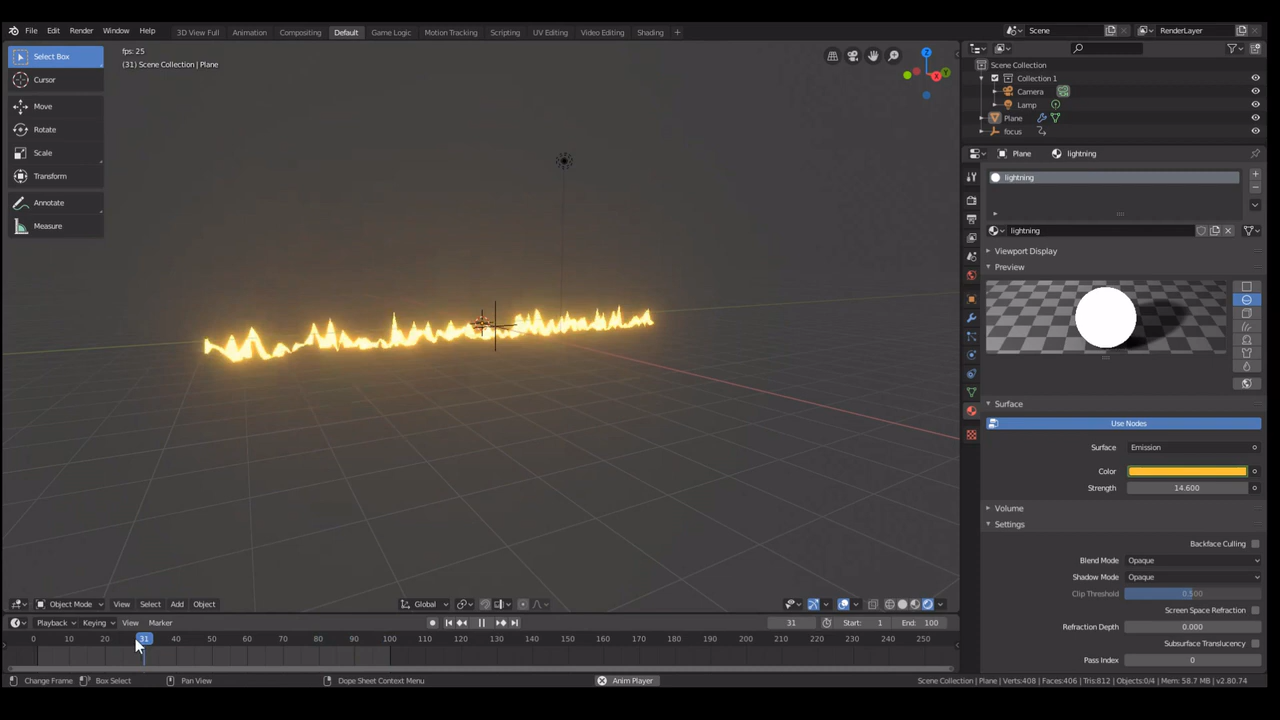 File Edit Render Window Help 3D View Full Animation Compositing Default Game Logic Motion Tracking Scripting UV Editing Video Editing Shading + Scene RenderLayer
Select Box
Cursor
Move
Rotate
Scale
Transform
Annotate
Measure
fps: 25
(31) Scene Collection | Plane
Z
X
Y
Scene Collection
Collection 1
Camera
Lamp
Plane
focus
Plane lightning
lightning
lightning
Viewport Display
Preview
Surface
Use Nodes
Surface Emission
Color
Strength 14.600
Volume
Settings
Backface Culling
Blend Mode Opaque
Shadow Mode Opaque
Clip Threshold 0.500
Screen Space Refraction
Refraction Depth 0.000
Subsurface Translucency
Pass Index 0
Object Mode View Select Add Object Global
Playback Keying View Marker 31 Start: 1 End: 100
0 10 20 31 40 50 60 70 80 90 100 110 120 130 140 150 160 170 180 190 200 210 220 230 240 250
Change Frame Box Select Pan View Dope Sheet Context Menu Anim Player Scene Collection | Plane | Verts:408 | Faces:406 | Tris:812 | Objects:0/4 | Mem: 58.7 MB | v2.80.74